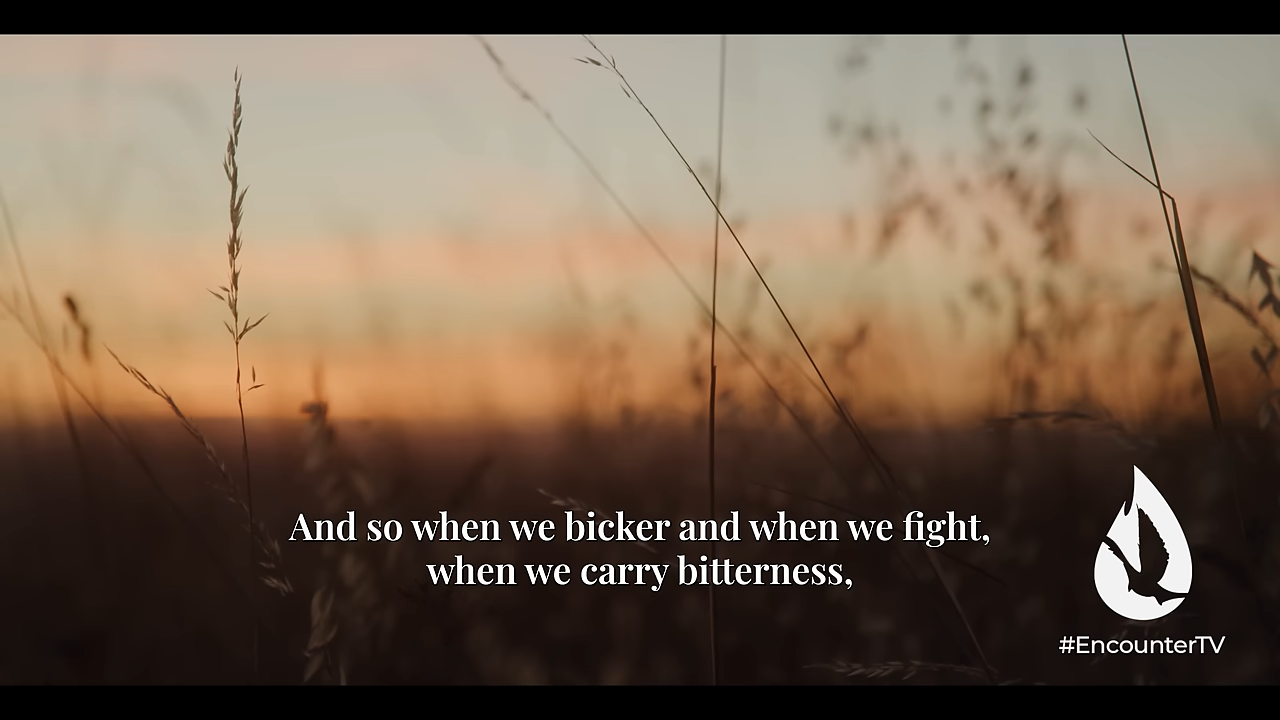 And so when we bicker and when we fight,
when we carry bitterness,
#EncounterTV